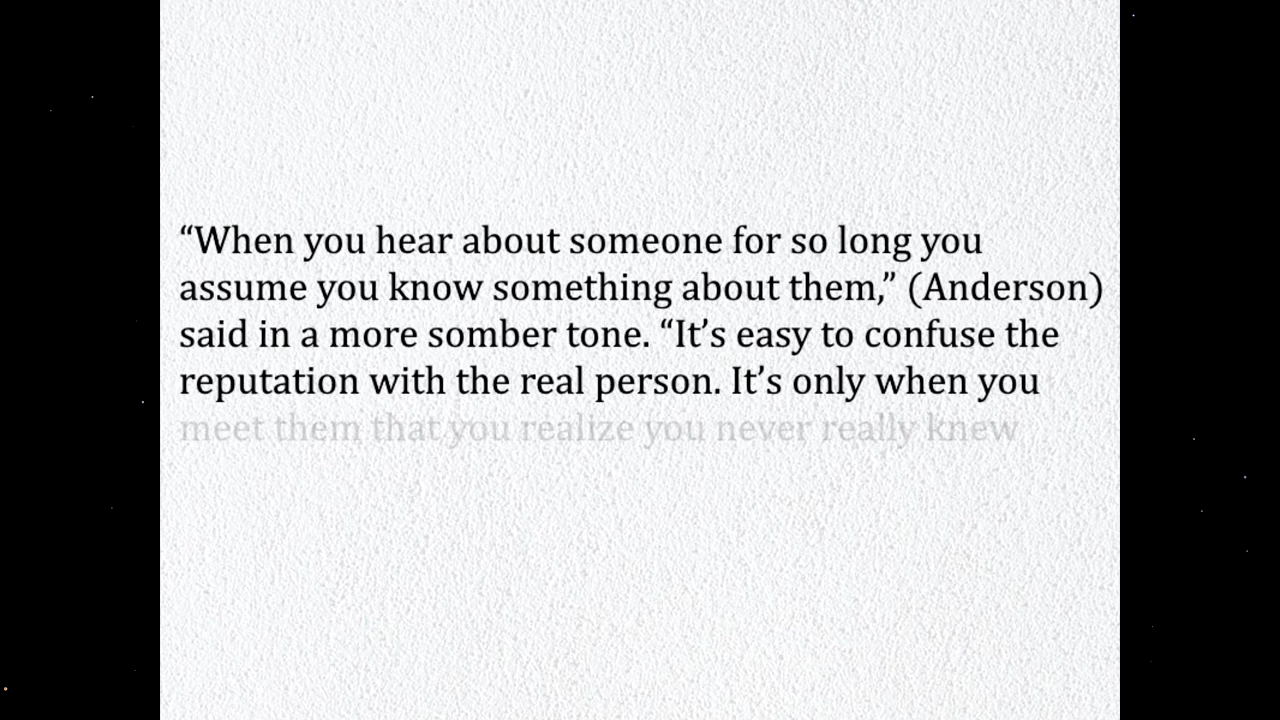 “When you hear about someone for so long you
assume you know something about them,” (Anderson)
said in a more somber tone. “It’s easy to confuse the
reputation with the real person. It’s only when you
meet them that you realize you never really knew